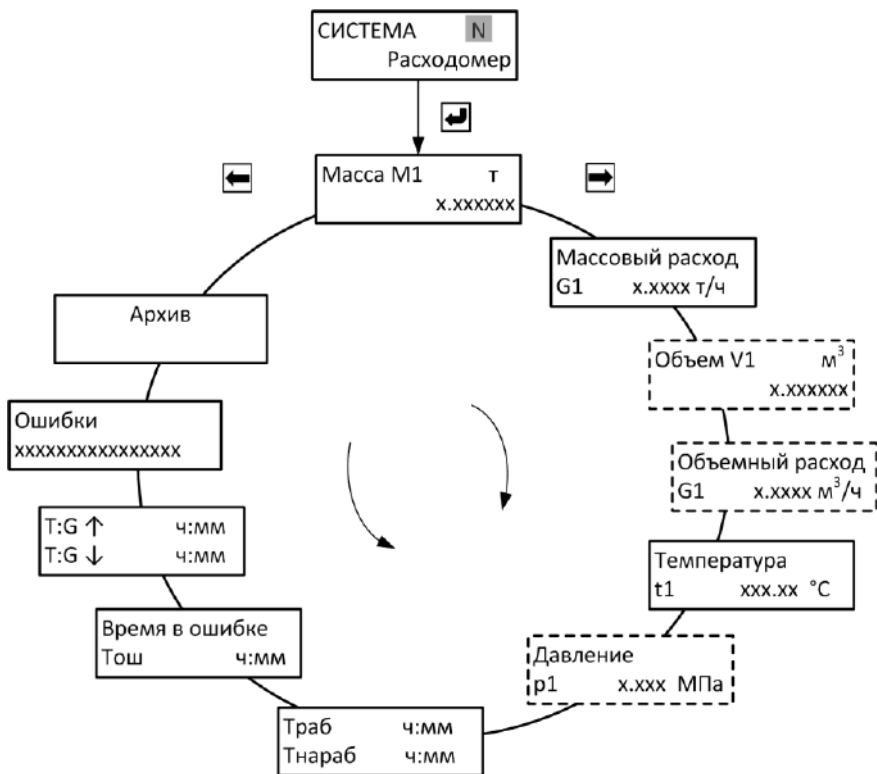 СИСТЕМА N
Расходомер
Масса М1 т
х.хххххх
Массовый расход
G1 х.хххх т/ч
Объем V1 м³
х.хххххх
Объемный расход
G1 х.хххх м³/ч
Температура
t1 ххх.хх °С
Давление
р1 х.ххх МПа
Траб ч:мм
Тнараб ч:мм
Время в ошибке
Тош ч:мм
Т:G ↑ ч:мм
Т:G ↓ ч:мм
Ошибки
хххххххххххххххх
Архив